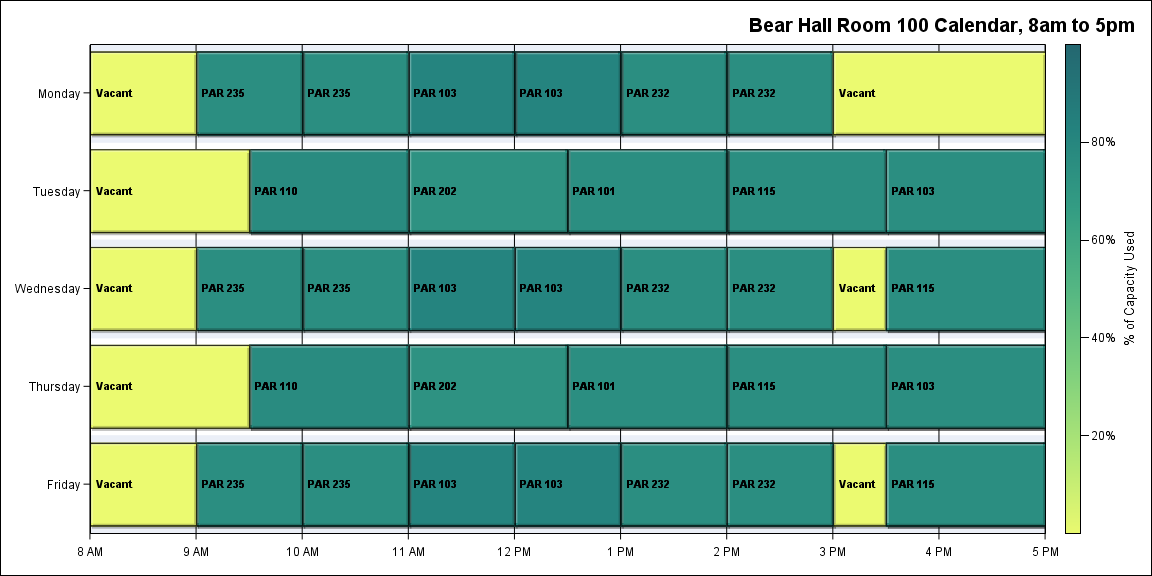 Bear Hall Room 100 Calendar, 8am to 5pm
Monday
Vacant
PAR 235
PAR 235
PAR 103
PAR 103
PAR 232
PAR 232
Vacant
Tuesday
Vacant
PAR 110
PAR 202
PAR 101
PAR 115
PAR 103
Wednesday
Vacant
PAR 235
PAR 235
PAR 103
PAR 103
PAR 232
PAR 232
Vacant
PAR 115
Thursday
Vacant
PAR 110
PAR 202
PAR 101
PAR 115
PAR 103
Friday
Vacant
PAR 235
PAR 235
PAR 103
PAR 103
PAR 232
PAR 232
Vacant
PAR 115
8 AM
9 AM
10 AM
11 AM
12 PM
1 PM
2 PM
3 PM
4 PM
5 PM
80%
60%
40%
20%
% of Capacity Used